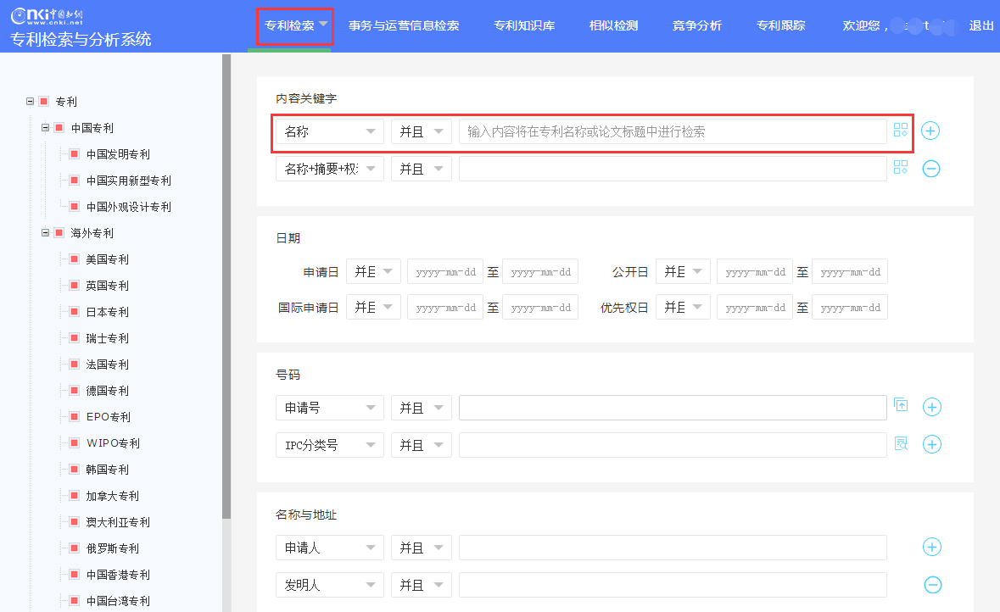 cnki中国知网
www.cnki.net
专利检索与分析系统
专利检索 事务与运营信息检索 专利知识库 相似检测 竞争分析 专利跟踪 欢迎您， 退出
专利
中国专利
中国发明专利
中国实用新型专利
中国外观设计专利
海外专利
美国专利
英国专利
日本专利
瑞士专利
法国专利
德国专利
EPO专利
WIPO专利
韩国专利
加拿大专利
澳大利亚专利
俄罗斯专利
中国香港专利
中国台湾专利
内容关键字
名称 并且 输入内容将在专利名称或论文标题中进行检索
名称+摘要+权 并且
日期
申请日 并且 yyyy-mm-dd 至 yyyy-mm-dd 公开日 并且 yyyy-mm-dd 至 yyyy-mm-dd
国际申请日 并且 yyyy-mm-dd 至 yyyy-mm-dd 优先权日 并且 yyyy-mm-dd 至 yyyy-mm-dd
号码
申请号 并且
IPC分类号 并且
名称与地址
申请人 并且
发明人 并且